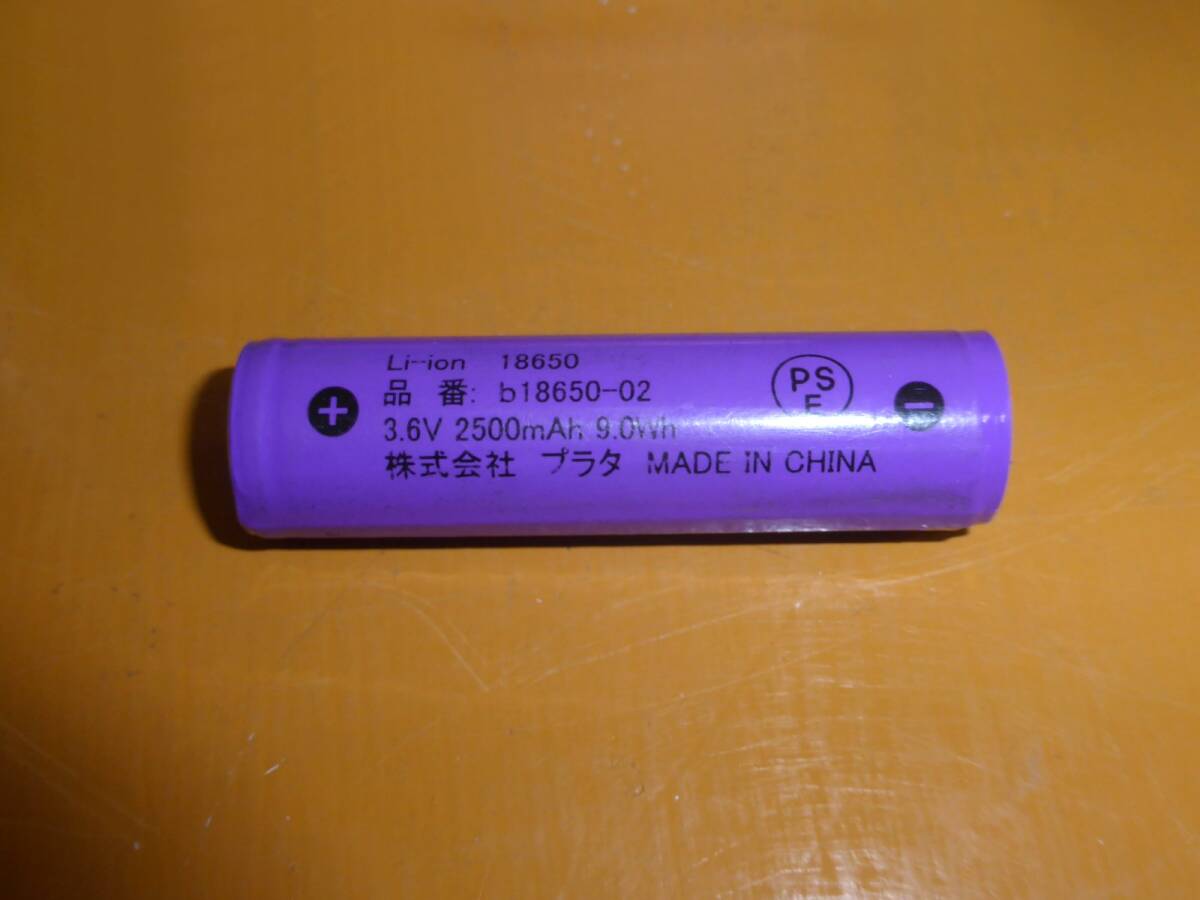 Li-ion 18650
品 番: b18650-02
3.6V 2500mAh 9.0Wh
株式会社 プラタ MADE IN CHINA
PS
E
+
−